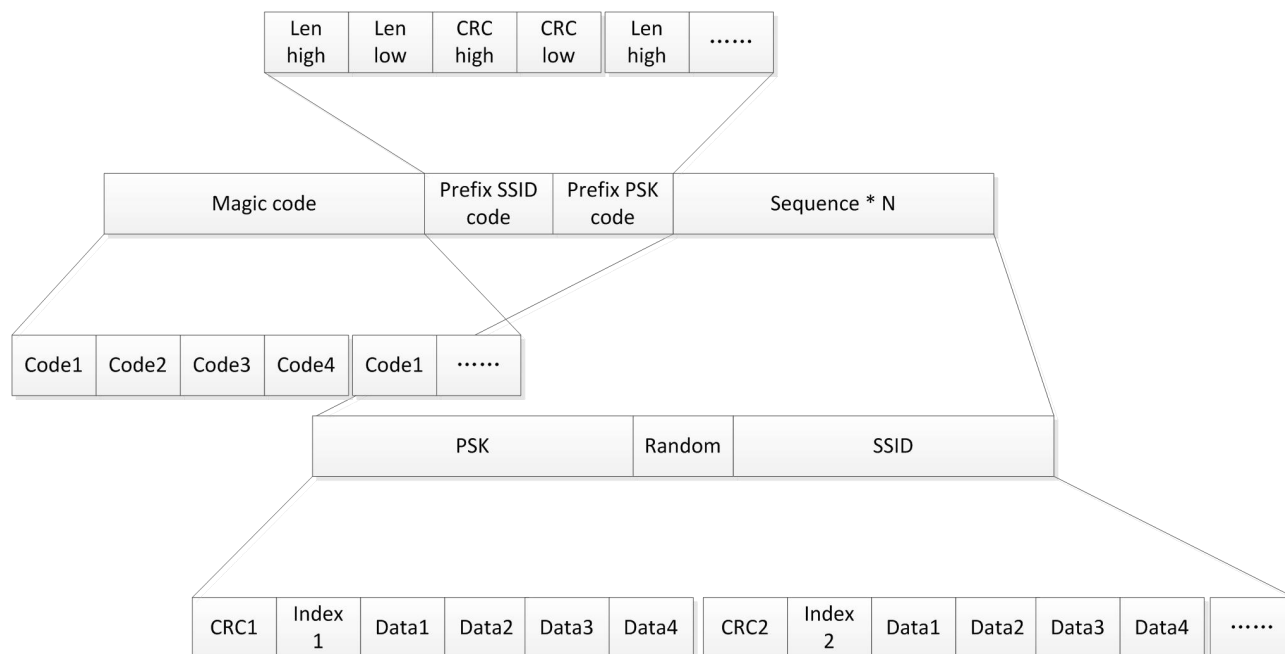 Len
high
Len
low
CRC
high
CRC
low
Len
high
······
Magic code
Prefix SSID
code
Prefix PSK
code
Sequence * N
Code1
Code2
Code3
Code4
Code1
······
PSK
Random
SSID
CRC1
Index
1
Data1
Data2
Data3
Data4
CRC2
Index
2
Data1
Data2
Data3
Data4
······